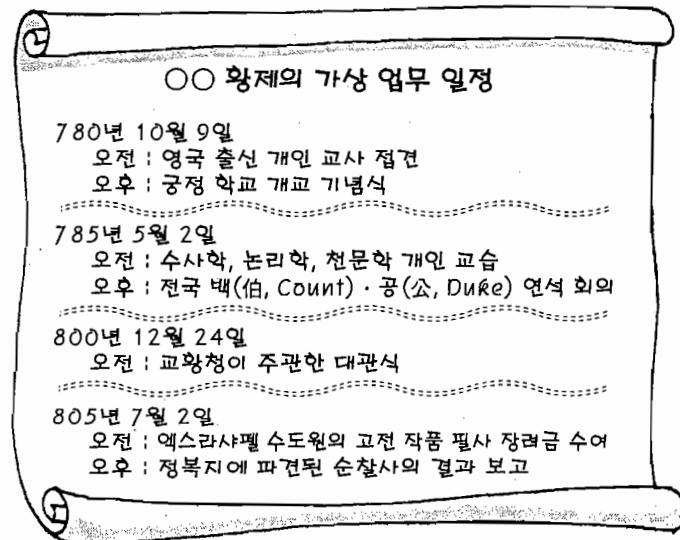 ○○ 황제의 가상 업무 일정
780년 10월 9일
오전 : 영국 출신 개인 교사 접견
오후 : 궁정 학교 개교 기념식
785년 5월 2일
오전 : 수사학, 논리학, 천문학 개인 교습
오후 : 전국 백(伯, Count)·공(公, Duke) 연석 회의
800년 12월 24일
오전 : 교황청이 주관한 대관식
805년 7월 2일
오전 : 엑스라샤펠 수도원의 고전 작품 필사 장려금 수여
오후 : 정복지에 파견된 순찰사의 결과 보고